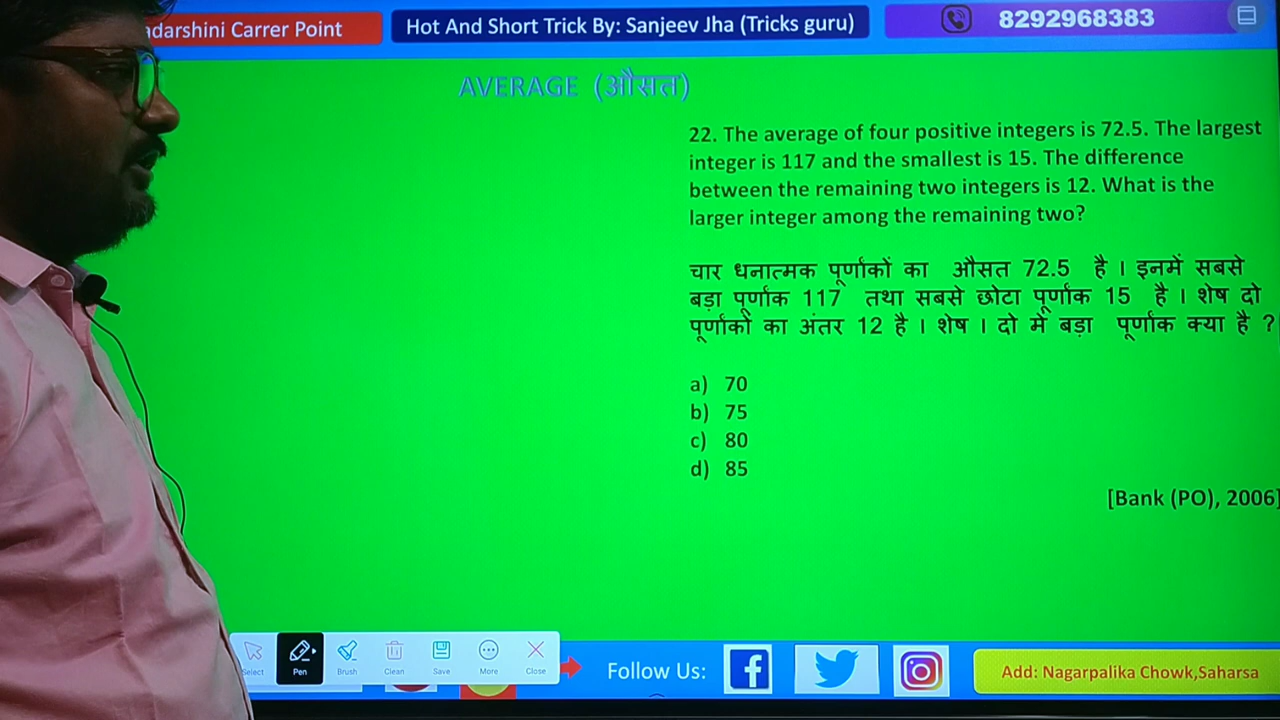 adarshini Carrer Point
Hot And Short Trick By: Sanjeev Jha (Tricks guru)
8292968383
AVERAGE (औसत)
22. The average of four positive integers is 72.5. The largest
integer is 117 and the smallest is 15. The difference
between the remaining two integers is 12. What is the
larger integer among the remaining two?
चार धनात्मक पूर्णांकों का औसत 72.5 है । इनमें सबसे
बड़ा पूर्णांक 117 तथा सबसे छोटा पूर्णांक 15 है । शेष दो
पूर्णांकों का अंतर 12 है । शेष । दो में बड़ा पूर्णांक क्या है ?
a) 70
b) 75
c) 80
d) 85
[Bank (PO), 2006]
Select
Pen
Brush
Clean
Save
More
Close
Follow Us:
Add: Nagarpalika Chowk,Saharsa